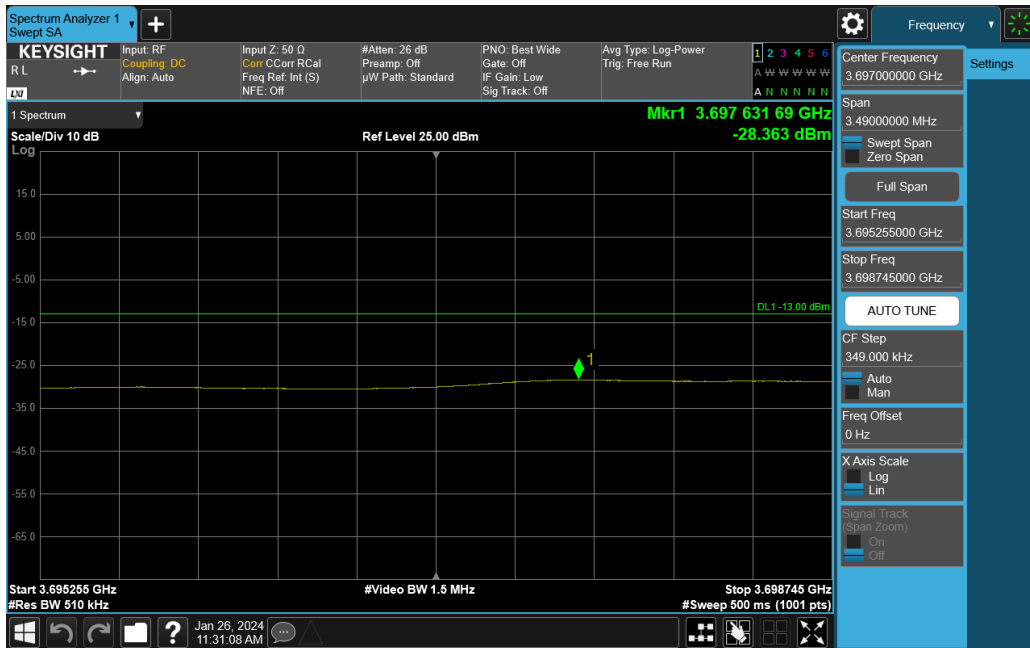 Spectrum Analyzer 1
Swept SA
Frequency
KEYSIGHT
R L
LXI
Input: RF
Coupling: DC
Align: Auto
Input Z: 50 Ω
Corr CCorr RCal
Freq Ref: Int (S)
NFE: Off
#Atten: 26 dB
Preamp: Off
µW Path: Standard
PNO: Best Wide
Gate: Off
IF Gain: Low
Sig Track: Off
Avg Type: Log-Power
Trig: Free Run
1 2 3 4 5 6
A W W W W W
A N N N N N
1 Spectrum
Scale/Div 10 dB
Ref Level 25.00 dBm
Mkr1 3.697 631 69 GHz
-28.363 dBm
Log
15.0
5.00
-5.00
DL1 -13.00 dBm
-15.0
1
-25.0
-35.0
-45.0
-55.0
-65.0
Start 3.695255 GHz
#Video BW 1.5 MHz
Stop 3.698745 GHz
#Res BW 510 kHz
#Sweep 500 ms (1001 pts)
Center Frequency
3.697000000 GHz
Settings
Span
3.49000000 MHz
Swept Span
Zero Span
Full Span
Start Freq
3.695255000 GHz
Stop Freq
3.698745000 GHz
AUTO TUNE
CF Step
349.000 kHz
Auto
Man
Freq Offset
0 Hz
X Axis Scale
Log
Lin
Signal Track
(Span Zoom)
On
Off
?
Jan 26, 2024
11:31:08 AM